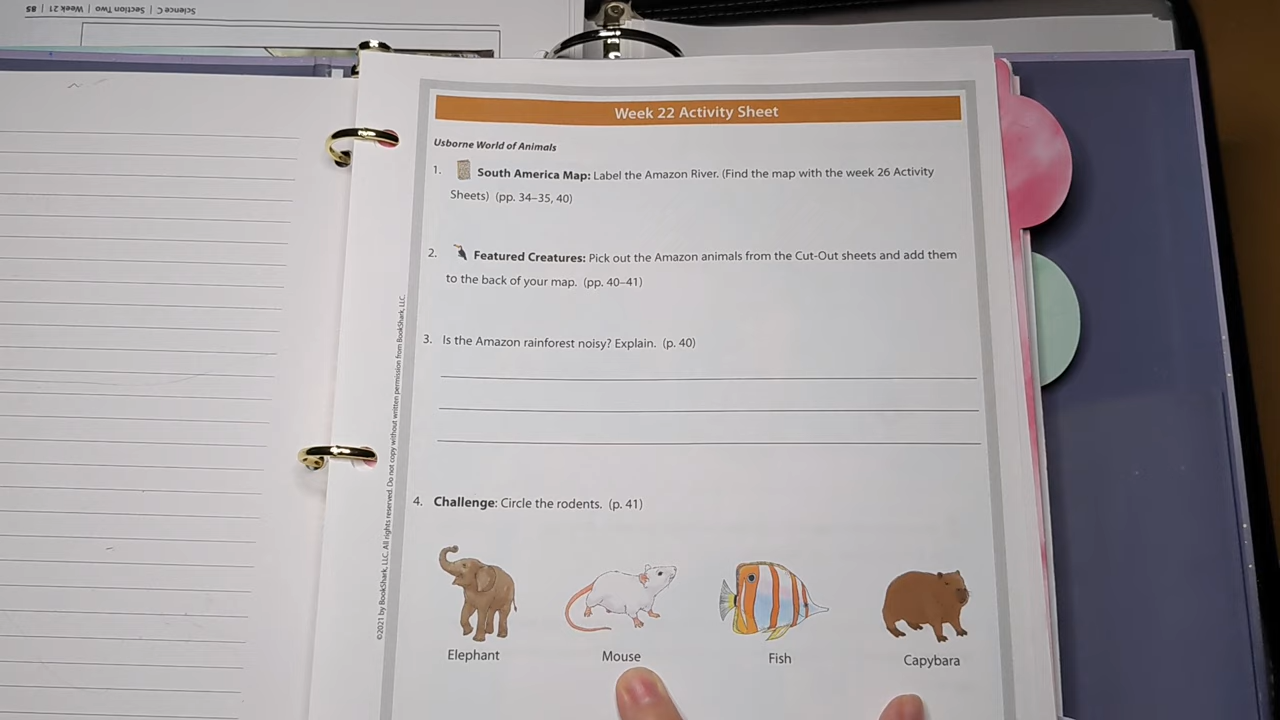 Science C | Section Two | Week 21 | 85
Week 22 Activity Sheet
Usborne World of Animals
1. South America Map: Label the Amazon River. (Find the map with the week 26 Activity
Sheets) (pp. 34–35, 40)
2. Featured Creatures: Pick out the Amazon animals from the Cut-Out sheets and add them
to the back of your map. (pp. 40–41)
3. Is the Amazon rainforest noisy? Explain. (p. 40)
4. Challenge: Circle the rodents. (p. 41)
Elephant
Mouse
Fish
Capybara
©2021 by BookShark, LLC. All rights reserved. Do not copy without written permission from BookShark, LLC.